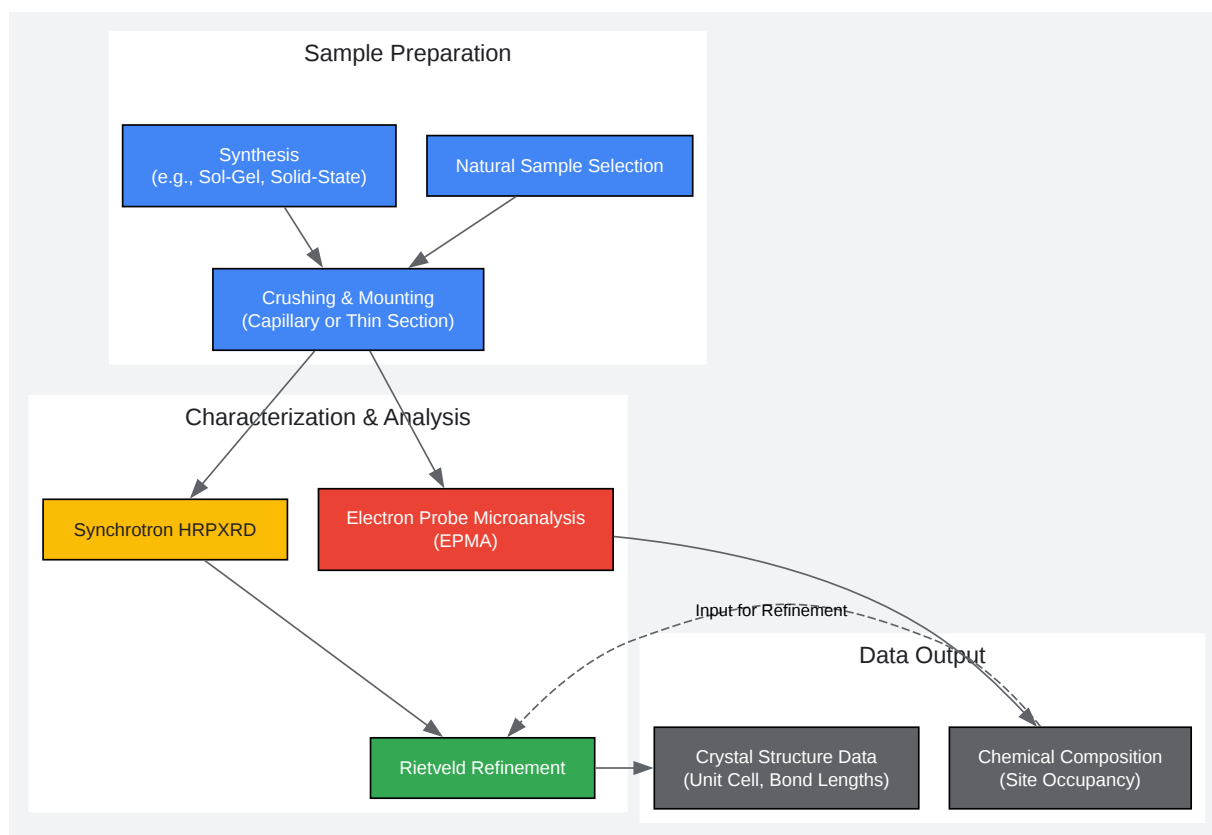 Sample Preparation
Synthesis
(e.g., Sol-Gel, Solid-State)
Natural Sample Selection
Crushing & Mounting
(Capillary or Thin Section)
Characterization & Analysis
Synchrotron HRPXRD
Electron Probe Microanalysis
(EPMA)
Input for Refinement
Data Output
Rietveld Refinement
Crystal Structure Data
(Unit Cell, Bond Lengths)
Chemical Composition
(Site Occupancy)